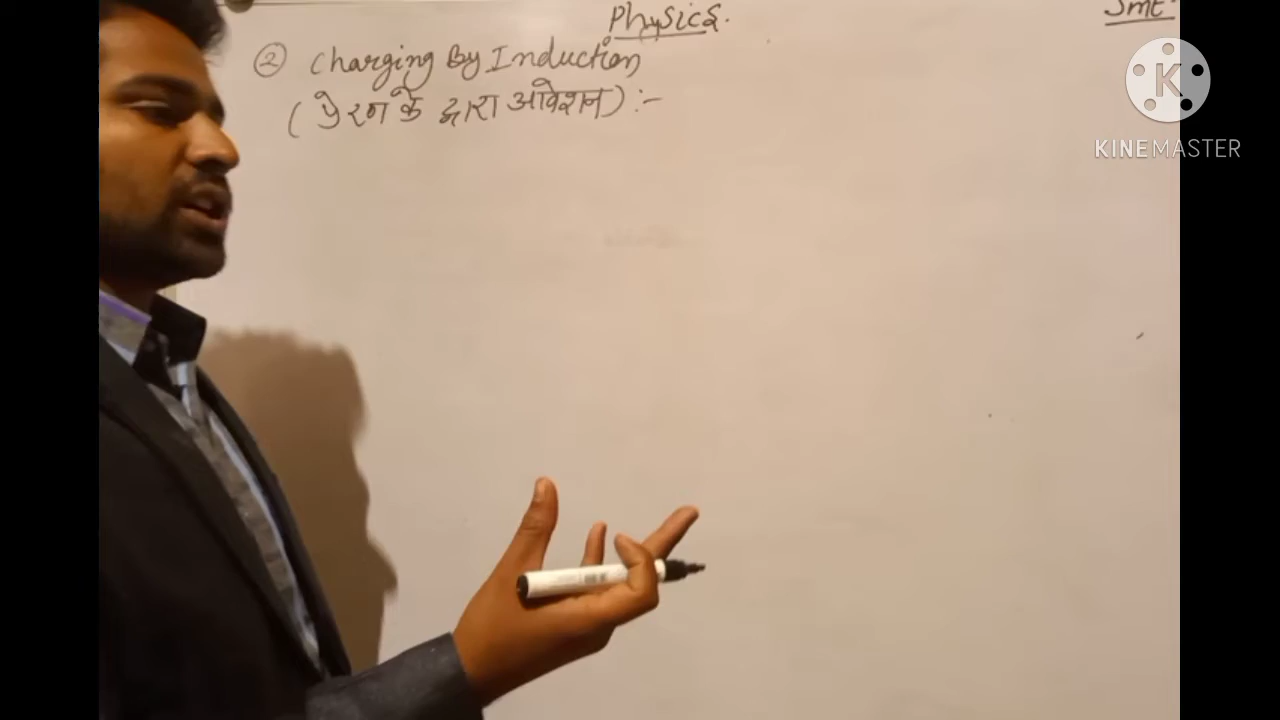 Physics.
② Charging By Induction
(प्रेरण के द्वारा आवेशन) :-
K
KINEMASTER